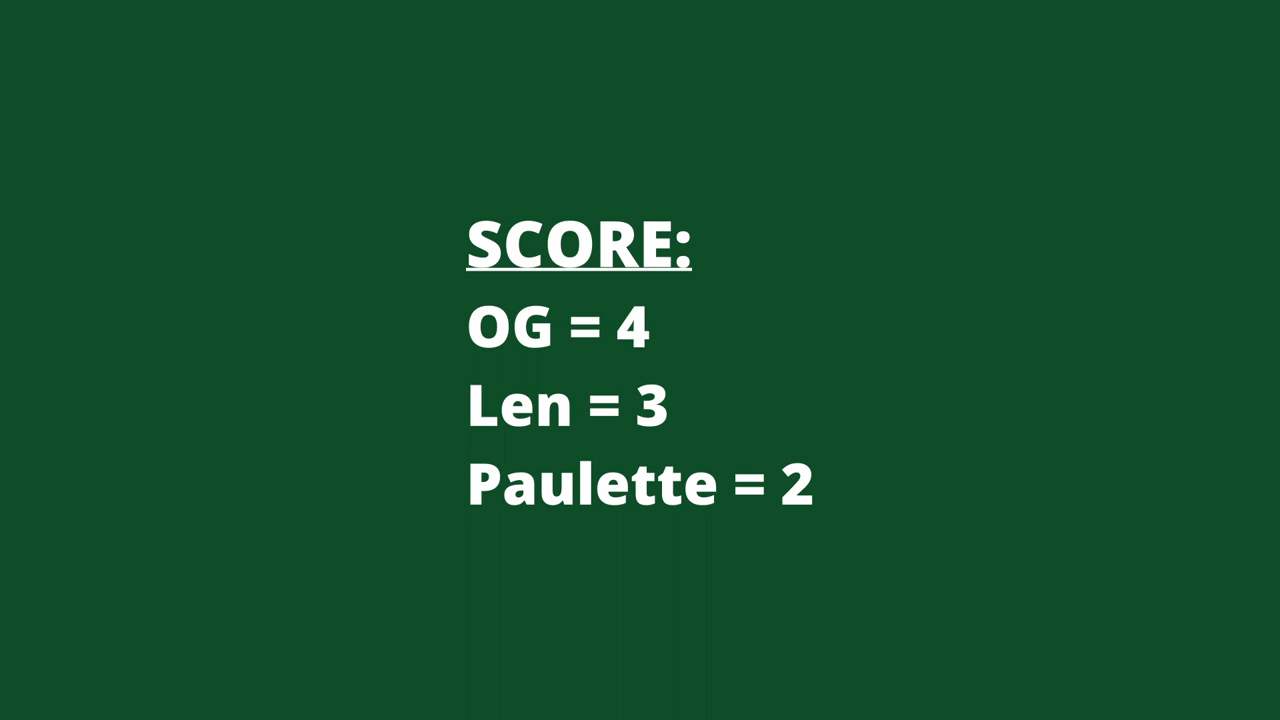 SCORE:
OG = 4
Len = 3
Paulette = 2